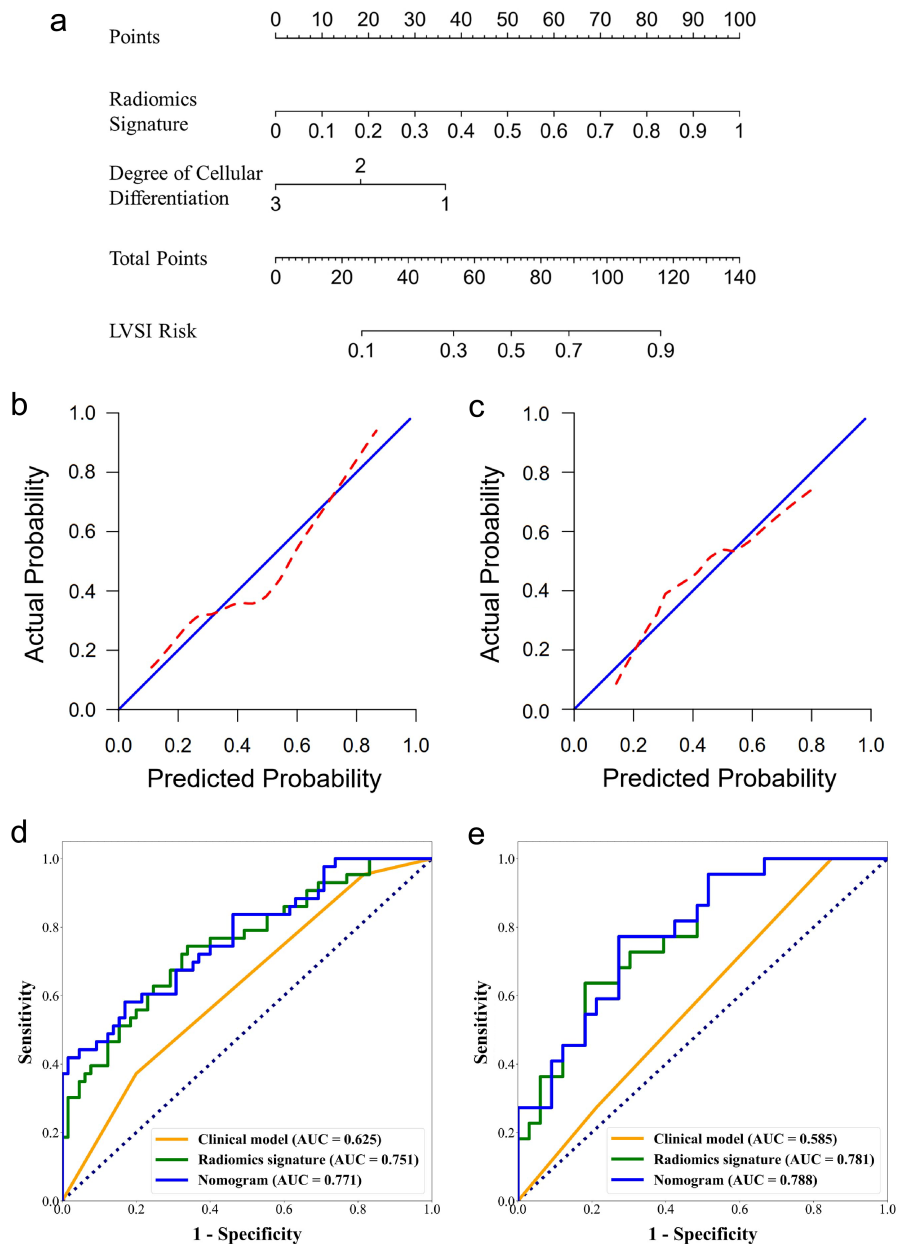 a
Points
0 10 20 30 40 50 60 70 80 90 100
Radiomics
Signature
0 0.1 0.2 0.3 0.4 0.5 0.6 0.7 0.8 0.9 1
Degree of Cellular
Differentiation
2
3 1
Total Points
0 20 40 60 80 100 120 140
LVSI Risk
0.1 0.3 0.5 0.7 0.9
b
Actual Probability
1.0
0.8
0.6
0.4
0.2
0.0
0.0 0.2 0.4 0.6 0.8 1.0
Predicted Probability
c
Actual Probability
1.0
0.8
0.6
0.4
0.2
0.0
0.0 0.2 0.4 0.6 0.8 1.0
Predicted Probability
d
Sensitivity
1.0
0.8
0.6
0.4
0.2
0.0
Clinical model (AUC = 0.625)
Radiomics signature (AUC = 0.751)
Nomogram (AUC = 0.771)
0.0 0.2 0.4 0.6 0.8 1.0
1 - Specificity
e
Sensitivity
1.0
0.8
0.6
0.4
0.2
0.0
Clinical model (AUC = 0.585)
Radiomics signature (AUC = 0.781)
Nomogram (AUC = 0.788)
0.0 0.2 0.4 0.6 0.8 1.0
1 - Specificity